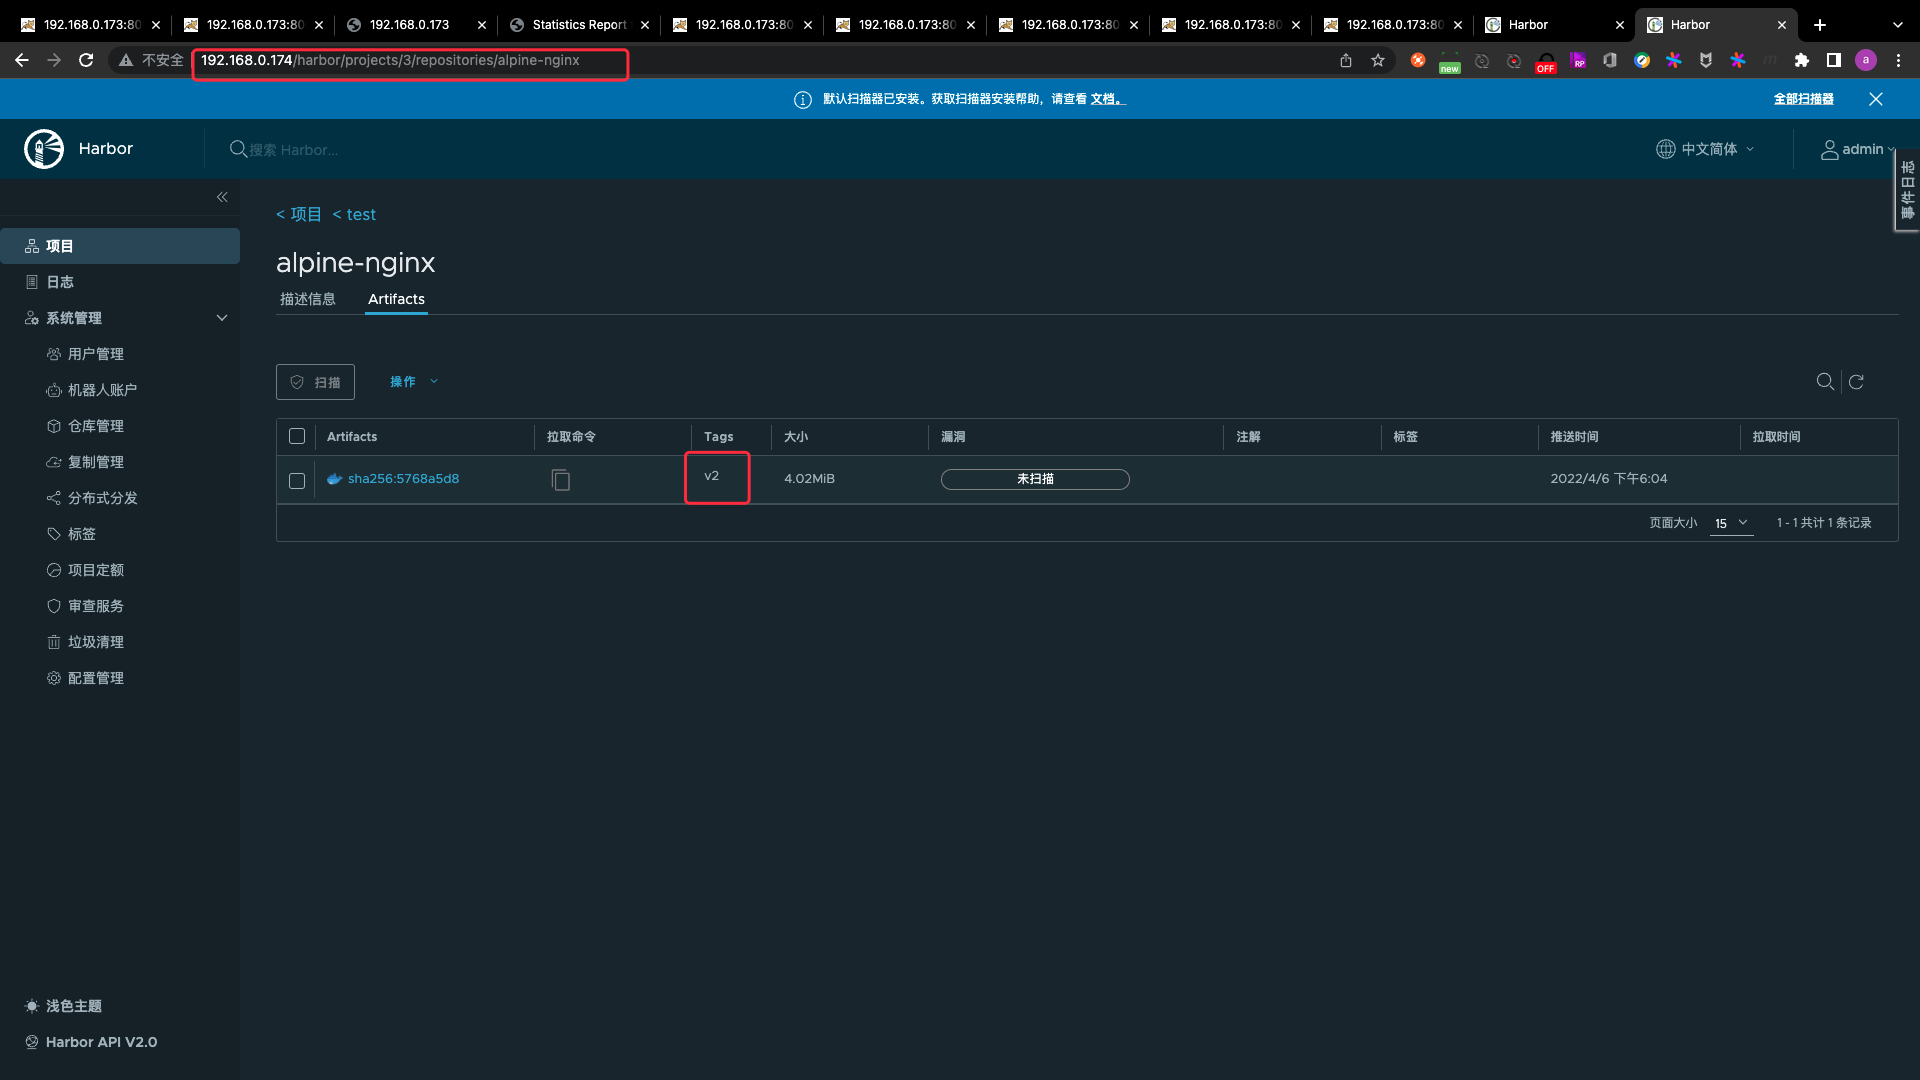 192.168.0.173:80
192.168.0.173:80
192.168.0.173
Statistics Report
192.168.0.173:80
192.168.0.173:80
192.168.0.173:80
192.168.0.173:80
192.168.0.173:80
Harbor
Harbor
不安全
192.168.0.174/harbor/projects/3/repositories/alpine-nginx
new
OFF
RP
a
默认扫描器已安装。获取扫描器安装帮助，请查看 文档。
全部扫描器
Harbor
搜索 Harbor...
中文简体
admin
事件日志
项目
日志
系统管理
用户管理
机器人账户
仓库管理
复制管理
分布式分发
标签
项目定额
审查服务
垃圾清理
配置管理
浅色主题
Harbor API V2.0
< 项目 < test
alpine-nginx
描述信息 Artifacts
扫描 操作
Artifacts 拉取命令 Tags 大小 漏洞 注解 标签 推送时间 拉取时间
sha256:5768a5d8 v2 4.02MiB 未扫描 2022/4/6 下午6:04
页面大小 15 1 - 1 共计 1 条记录